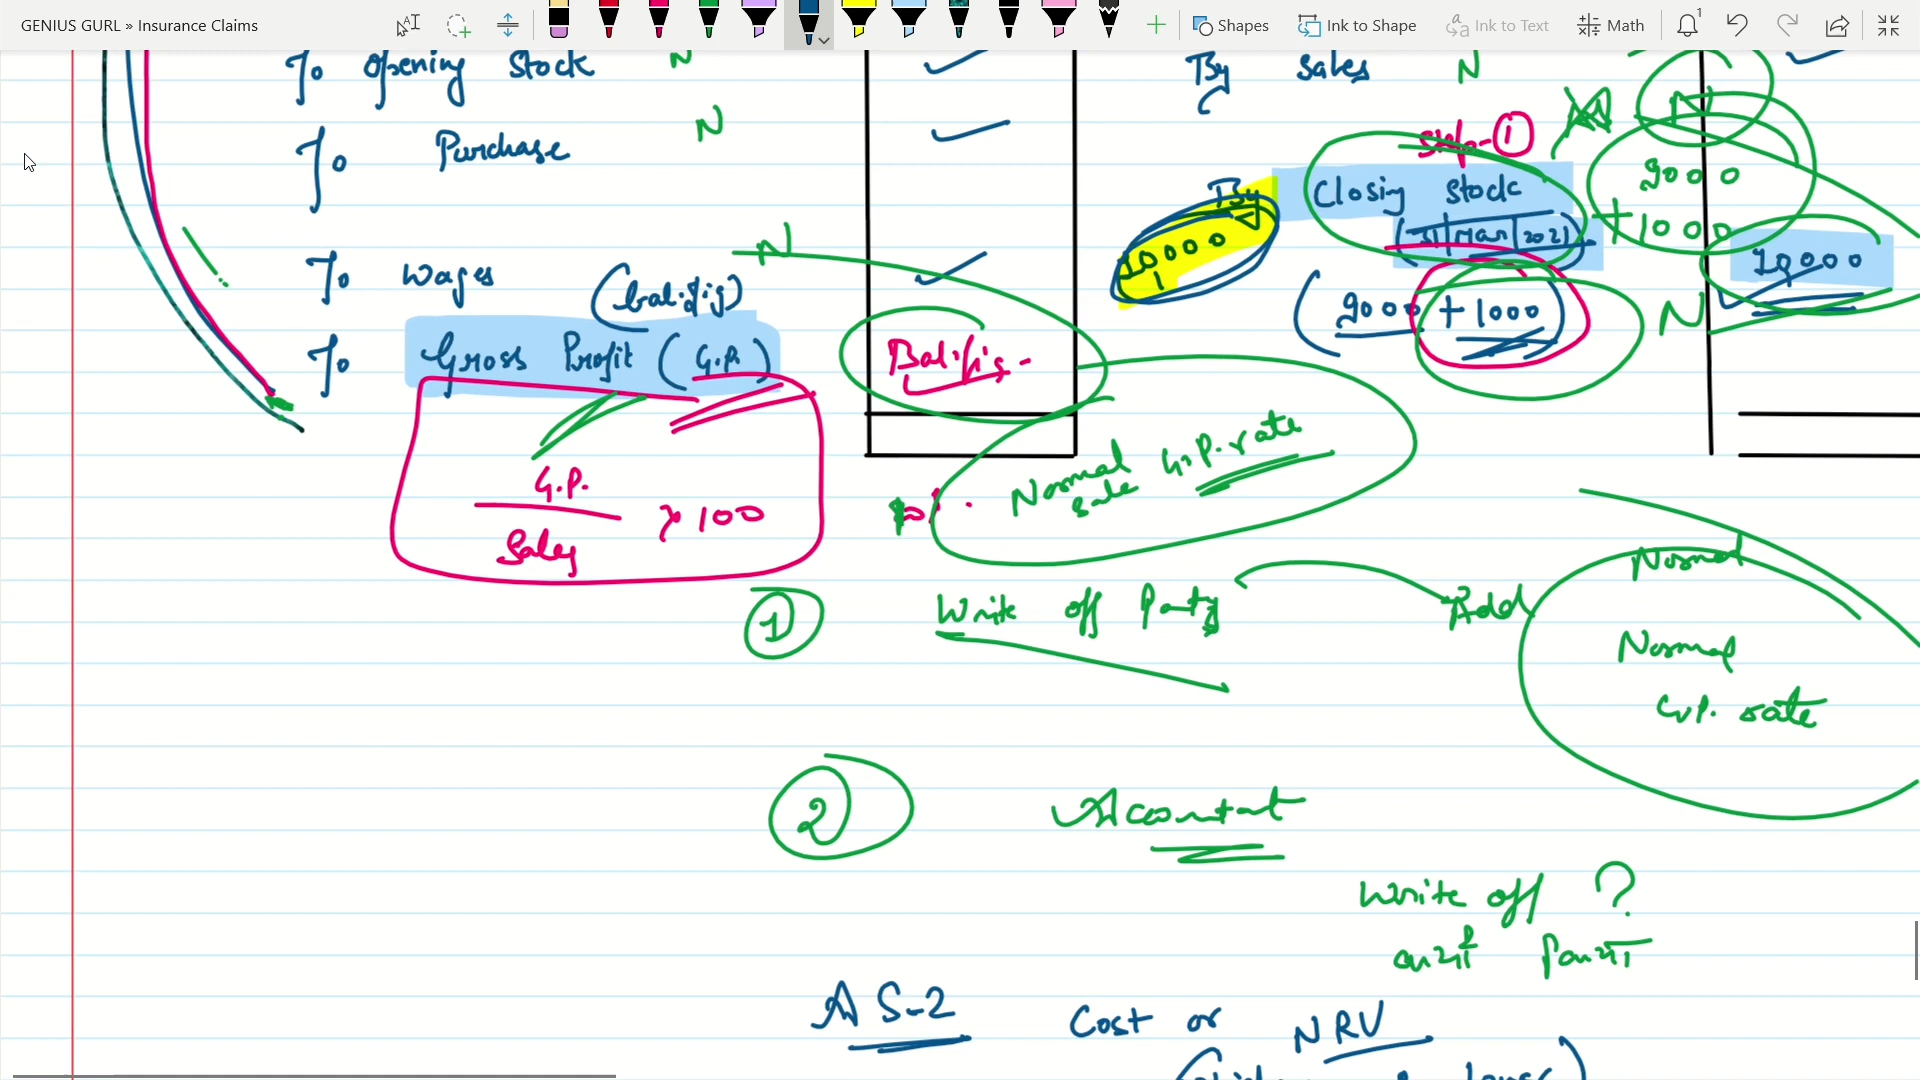 GENIUS GURL » Insurance Claims
Shapes
Ink to Shape
Ink to Text
Math
1
To Opening Stock N
By Sales N
N
To Purchase N
Step-1
By Closing Stock
(31/Mar/2021)
9000
+1000
10000
10000
(9000 + 1000)
N
To Wages N
(bal. fig)
To Gross Profit (G.P.)
Bal. fig.
G.P.
Sales
× 100
Normal G.P. rate
Sale
1 Write off Party Add
Normal
Normal
G.P. rate
2 Accountant
Write off ?
AS-2 Cost or NRV